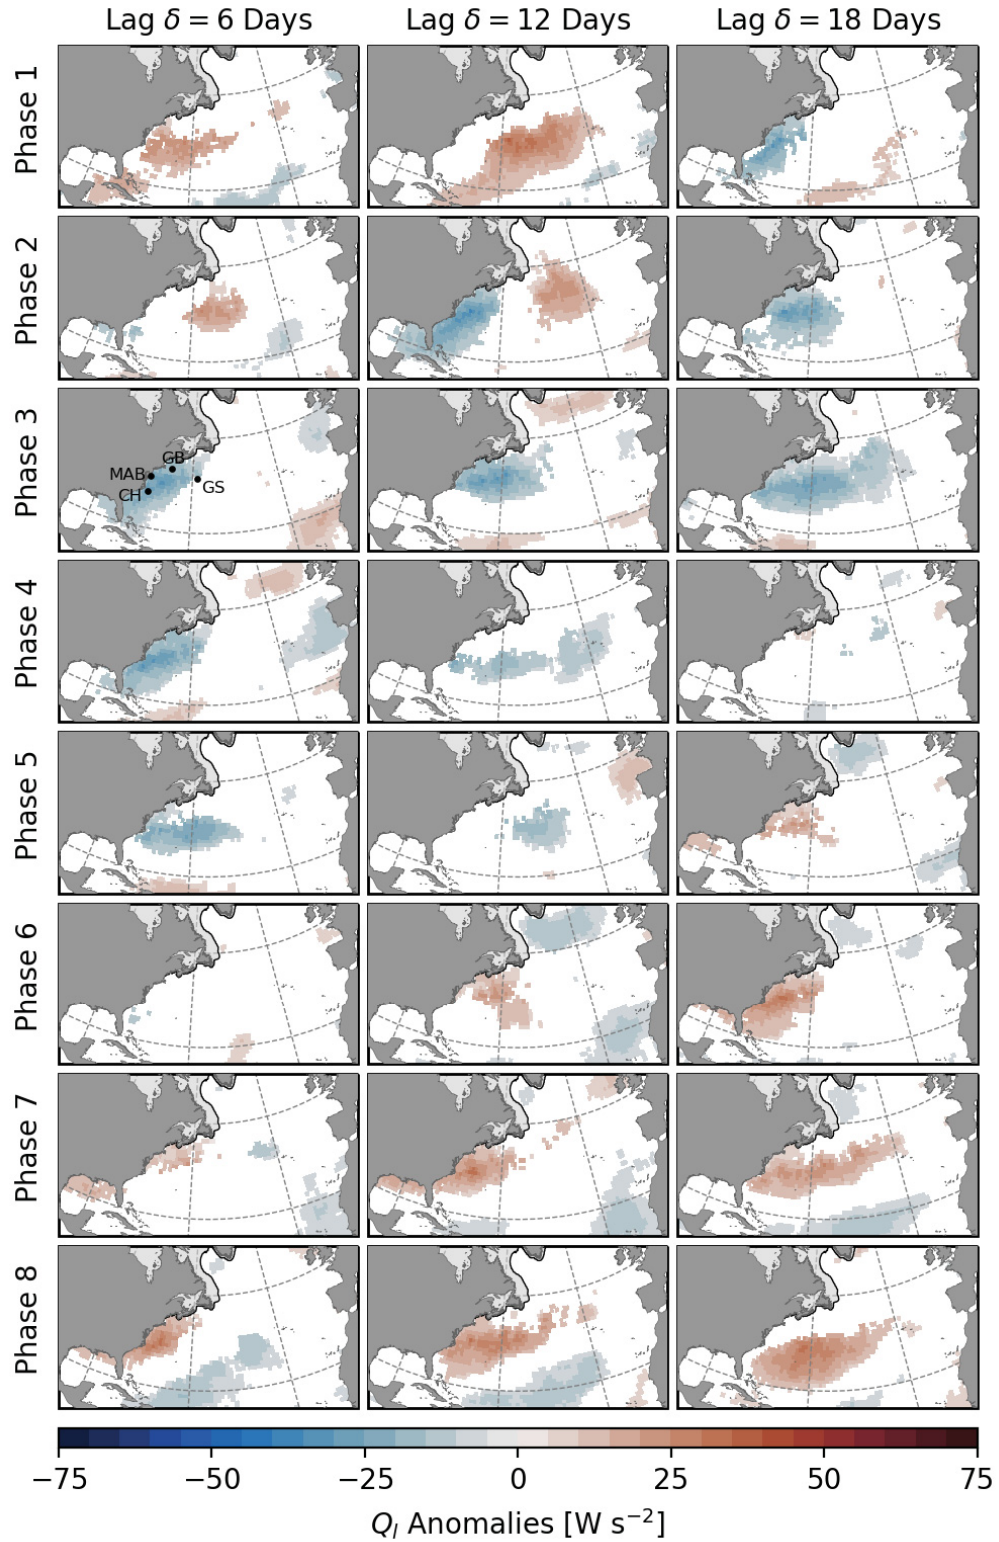 Lag δ = 6 Days
Lag δ = 12 Days
Lag δ = 18 Days
Phase 1
Phase 2
Phase 3
GB
MAB
CH
GS
Phase 4
Phase 5
Phase 6
Phase 7
Phase 8
−75 −50 −25 0 25 50 75
Q_l Anomalies [W s⁻²]